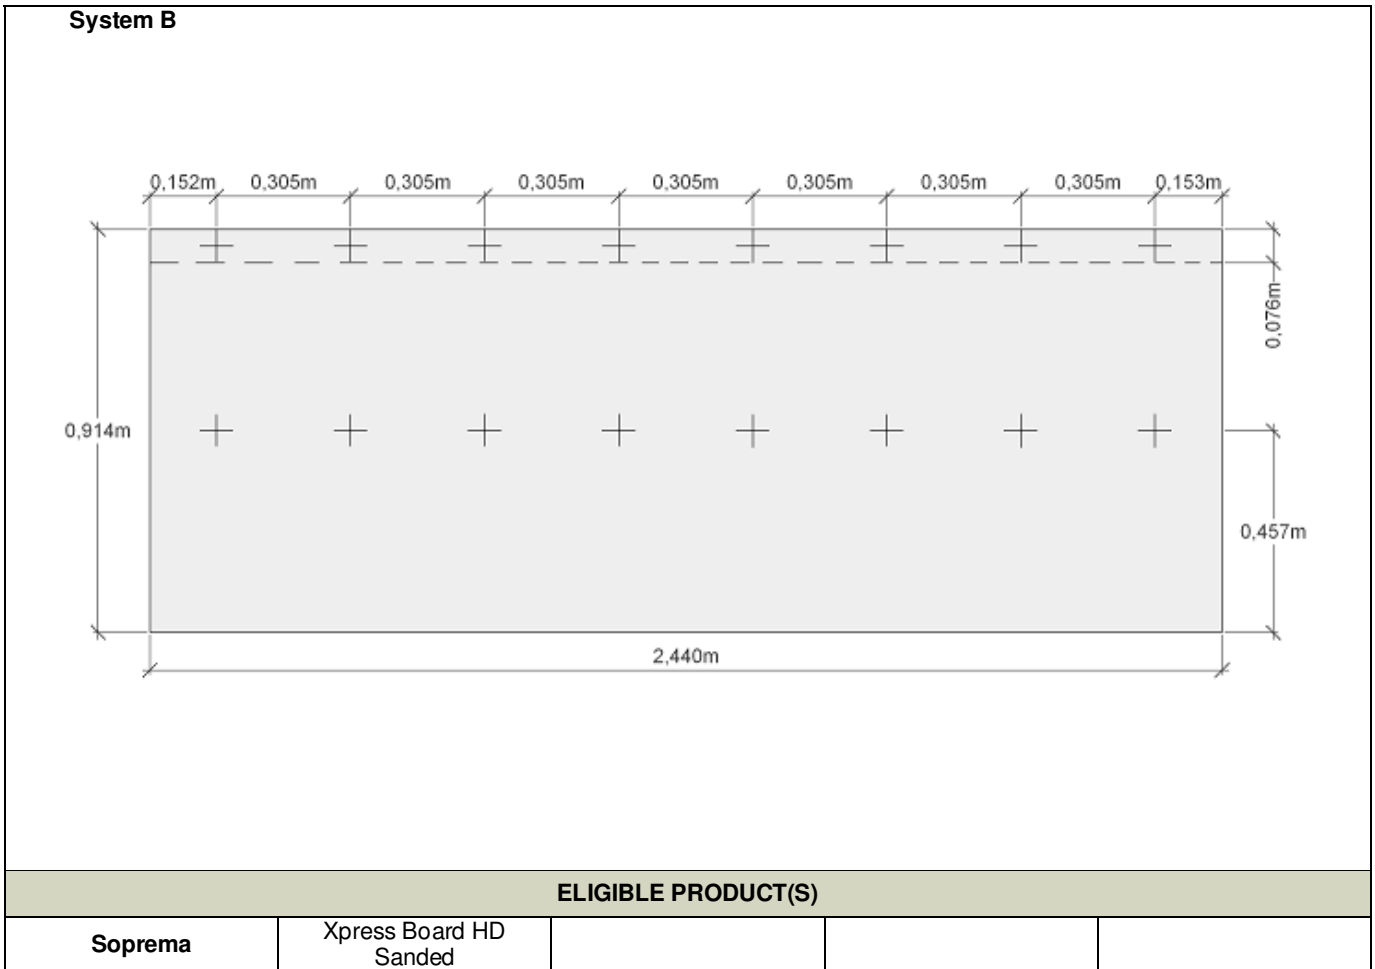 System B
0,152m 0,305m 0,305m 0,305m 0,305m 0,305m 0,305m 0,305m 0,153m
0,076m
0,914m
0,457m
2,440m
ELIGIBLE PRODUCT(S)
Soprema
Xpress Board HD
Sanded